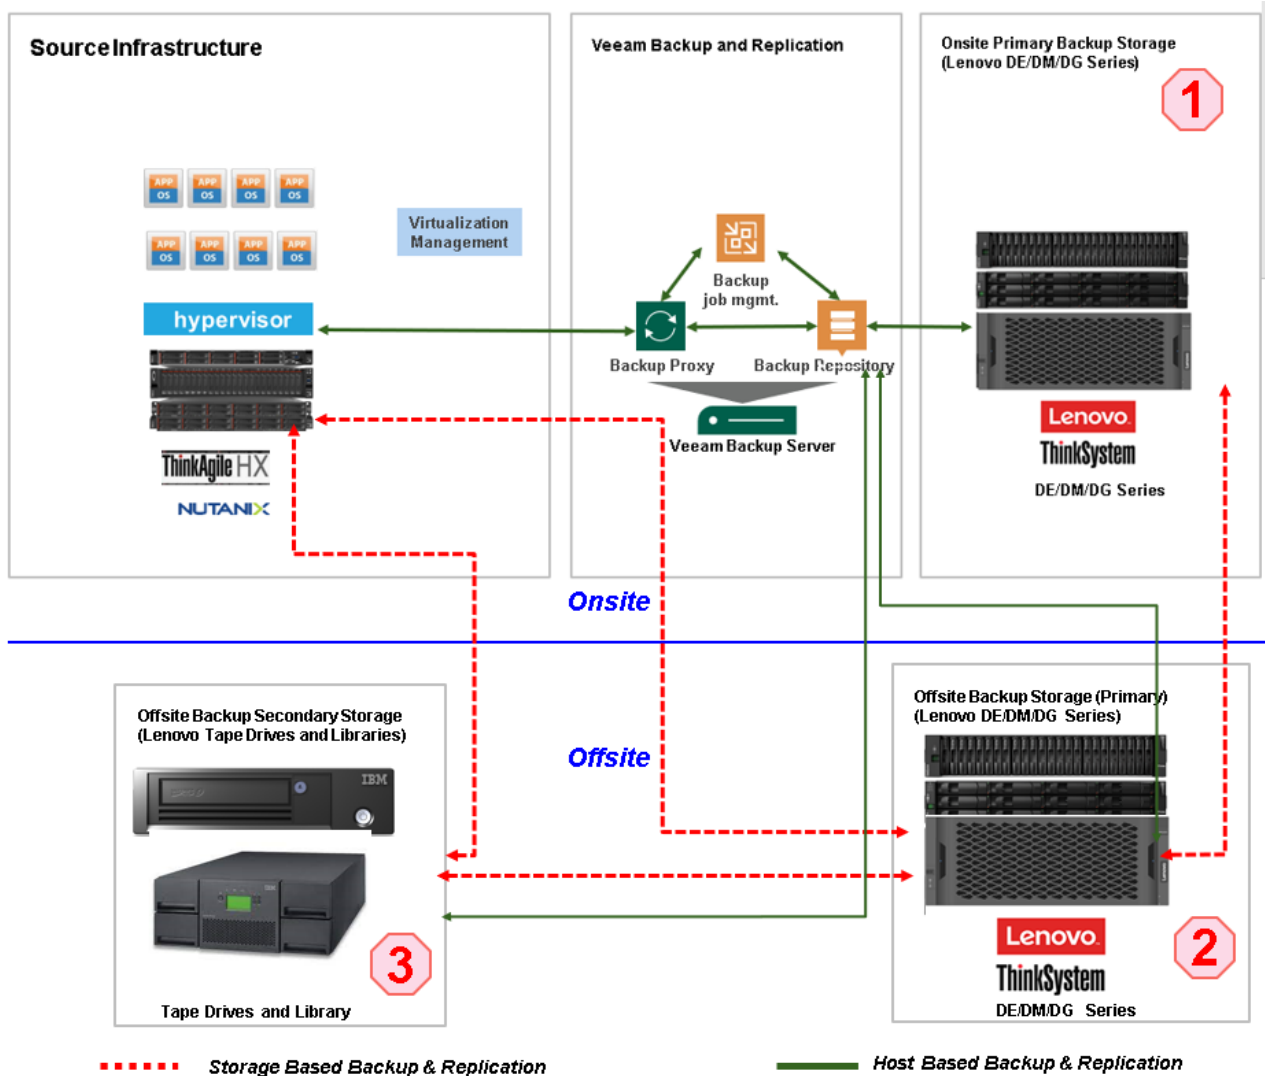 Source Infrastructure
Veeam Backup and Replication
Onsite Primary Backup Storage
(Lenovo DE/DM/DG Series)
1
APP APP APP APP
OS OS OS OS
APP APP APP APP
OS OS OS OS
Virtualization
Management
Backup
job mgmt.
hypervisor
Backup Proxy
Backup Repository
Veeam Backup Server
ThinkAgile HX
NUTANIX
Lenovo
ThinkSystem
DE/DM/DG Series
Onsite
Offsite
Offsite Backup Secondary Storage
(Lenovo Tape Drives and Libraries)
IBM
3
Tape Drives and Library
Offsite Backup Storage (Primary)
(Lenovo DE/DM/DG Series)
Lenovo
ThinkSystem
2
DE/DM/DG Series
Storage Based Backup & Replication
Host Based Backup & Replication